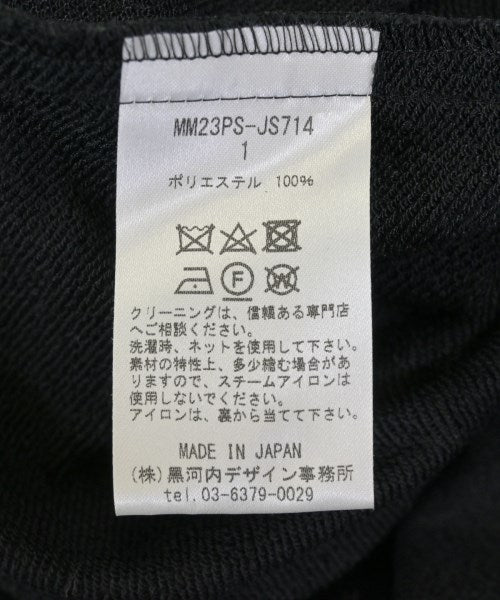 MM23PS-JS714
1
ポリエステル 100%
F W
クリーニングは、信頼ある専門店
へご相談ください。
洗濯時、ネットを使用して下さい。
素材の特性上、多少縮む場合があ
りますので、スチームアイロンは
使用しないでください。
アイロンは、裏から当てて下さい。
MADE IN JAPAN
(株)黒河内デザイン事務所
tel.03-6379-0029